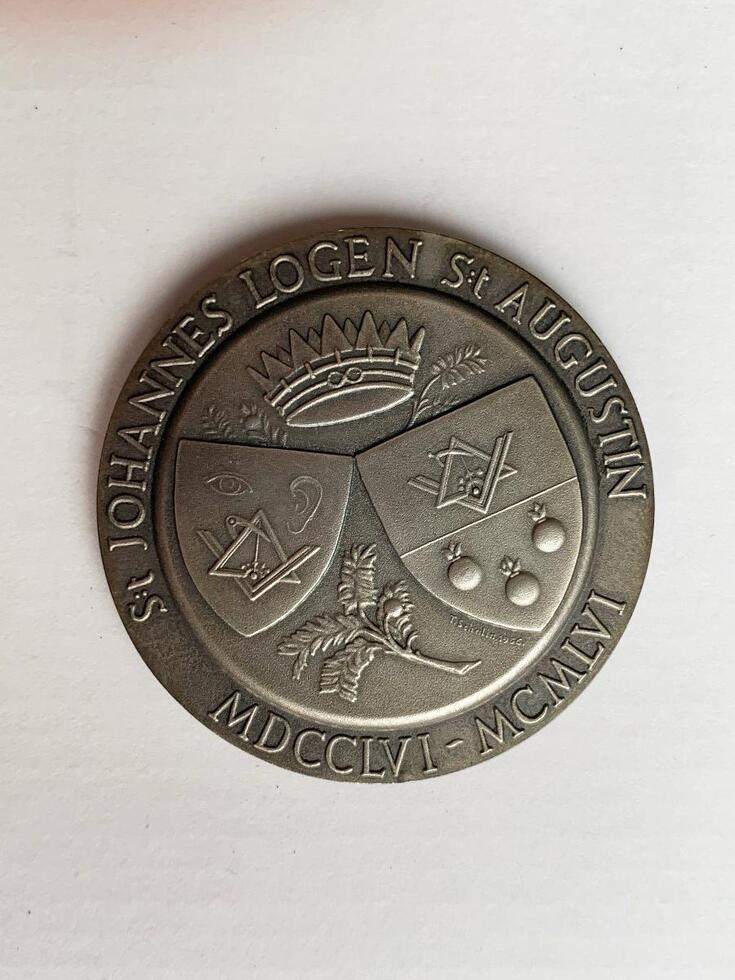 S:t JOHANNES LOGEN S:t AUGUSTIN
MDCCLVI - MCMLVI